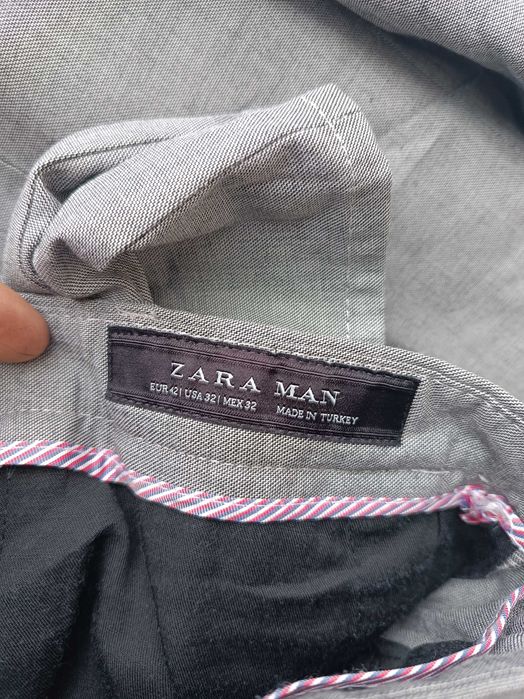 ZARA MAN
EUR 42 | USA 32 | MEX 32 MADE IN TURKEY